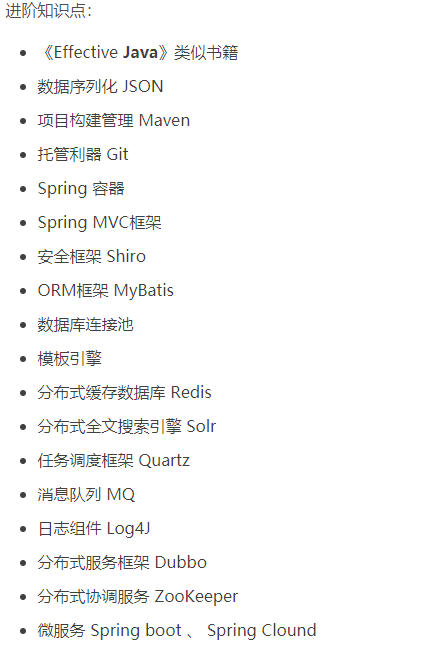 进阶知识点：
《Effective Java》类似书籍
数据序列化 JSON
项目构建管理 Maven
托管利器 Git
Spring 容器
Spring MVC框架
安全框架 Shiro
ORM框架 MyBatis
数据库连接池
模板引擎
分布式缓存数据库 Redis
分布式全文搜索引擎 Solr
任务调度框架 Quartz
消息队列 MQ
日志组件 Log4J
分布式服务框架 Dubbo
分布式协调服务 ZooKeeper
微服务 Spring boot 、 Spring Clound